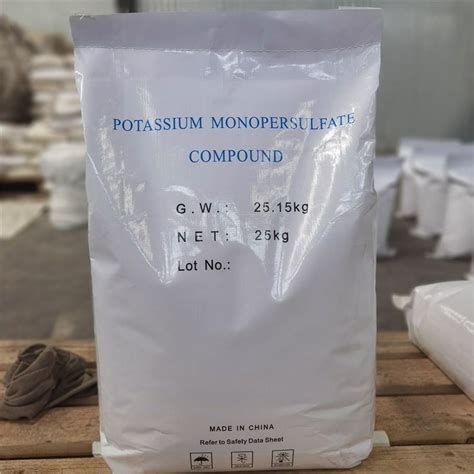 POTASSIUM MONOPERSULFATE
COMPOUND
G.W.: 25.15kg
NET: 25kg
Lot No.:
MADE IN CHINA
Refer to Safety Data Sheet